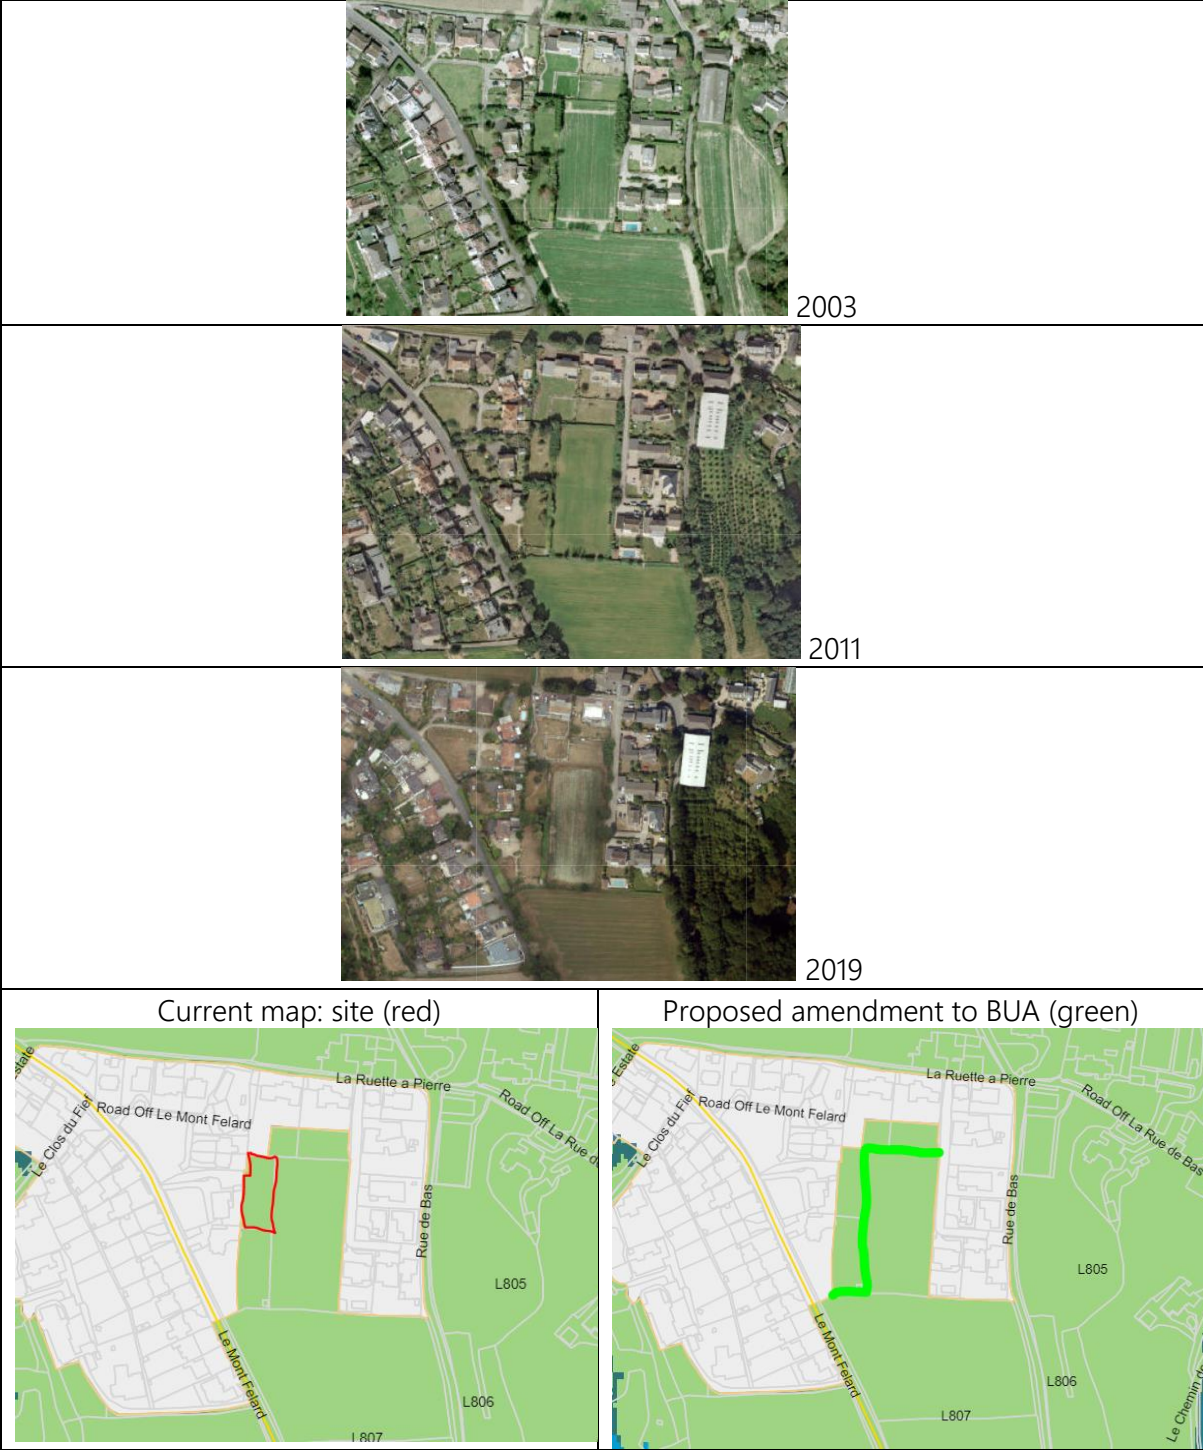 2003
2011
2019
Current map: site (red)
Proposed amendment to BUA (green)
La Ruette a Pierre
Road Off Le Mont Felard
Le Clos du Fief
Estate
Road Off La Rue d
Rue de Bas
L805
Le Mont Felard
L806
L807
Estate
La Ruette a Pierre
Road Off Le Mont Felard
Le Clos du Fief
Road Off La Rue de Bas
Rue de Bas
L805
Le Mont Felard
L806
L807
Le Chemin de